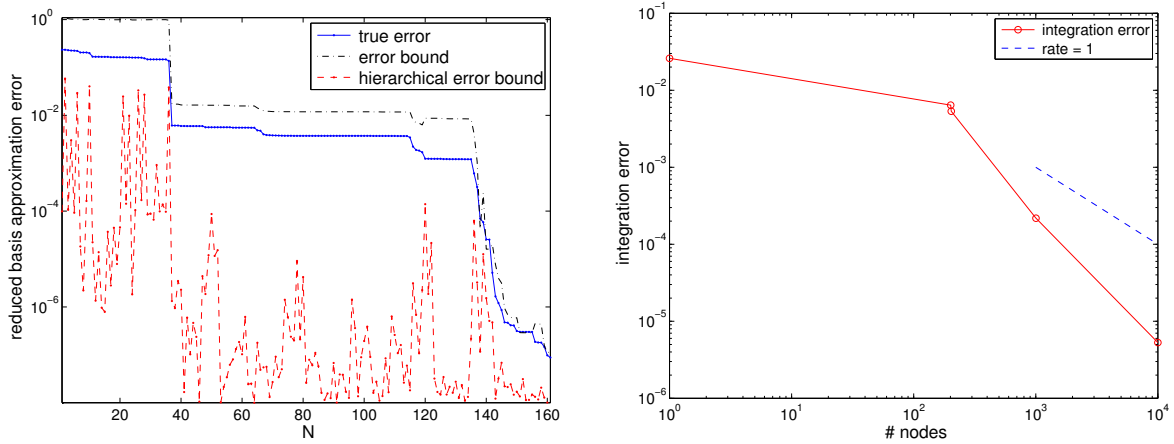 reduced basis approximation error
10^0
10^-2
10^-4
10^-6
true error
error bound
hierarchical error bound
20 40 60 80 100 120 140 160
N
integration error
10^-1
10^-2
10^-3
10^-4
10^-5
10^-6
integration error
rate = 1
10^0 10^1 10^2 10^3 10^4
# nodes